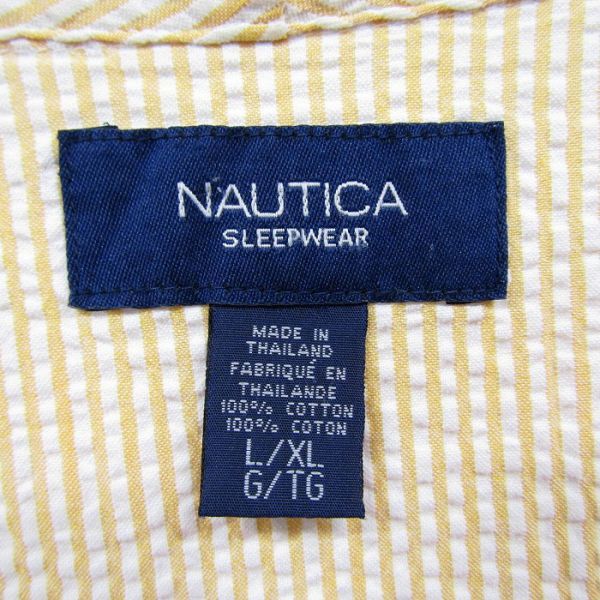 NAUTICA
SLEEPWEAR
MADE IN
THAILAND
FABRIQUÉ EN
THAILANDE
100% COTTON
100% COTON
L/XL
G/TG